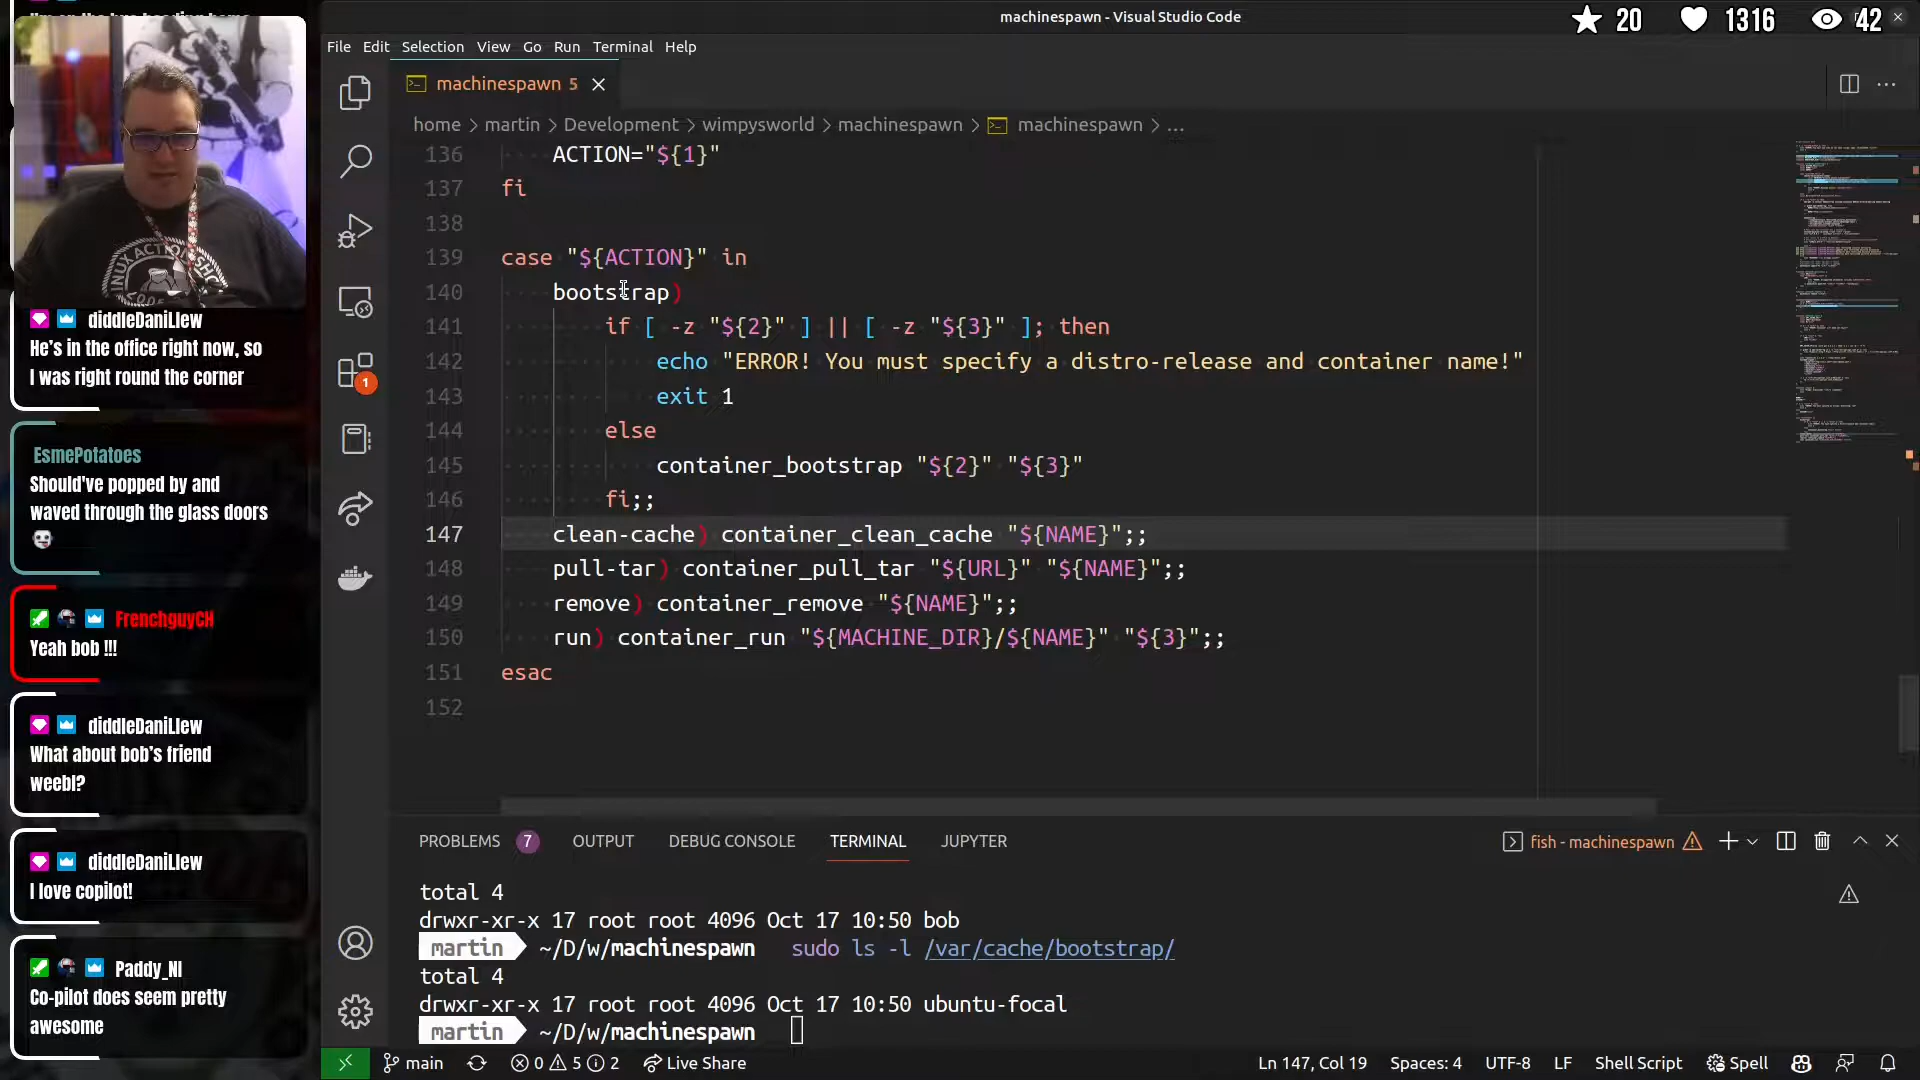 machinespawn - Visual Studio Code
20 1316 42
File Edit Selection View Go Run Terminal Help
machinespawn 5
home > martin > Development > wimpysworld > machinespawn > machinespawn > ...
136 ACTION="${1}"
137 fi
138
139 case "${ACTION}" in
140 bootstrap)
141 if [ -z "${2}" ] || [ -z "${3}" ]; then
142 echo "ERROR! You must specify a distro-release and container name!"
143 exit 1
144 else
145 container_bootstrap "${2}" "${3}"
146 fi;;
147 clean-cache) container_clean_cache "${NAME}";;
148 pull-tar) container_pull_tar "${URL}" "${NAME}";;
149 remove) container_remove "${NAME}";;
150 run) container_run "${MACHINE_DIR}/${NAME}" "${3}";;
151 esac
152
1
PROBLEMS 7 OUTPUT DEBUG CONSOLE TERMINAL JUPYTER
fish - machinespawn
total 4
drwxr-xr-x 17 root root 4096 Oct 17 10:50 bob
martin ~/D/w/machinespawn sudo ls -l /var/cache/bootstrap/
total 4
drwxr-xr-x 17 root root 4096 Oct 17 10:50 ubuntu-focal
martin ~/D/w/machinespawn
main 0 5 2 Live Share Ln 147, Col 19 Spaces: 4 UTF-8 LF Shell Script Spell
LINUX ACTION SHOW
diddleDaniLlew
He's in the office right now, so
I was right round the corner
EsmePotatoes
Should've popped by and
waved through the glass doors
FrenchguyCH
Yeah bob !!!
diddleDaniLlew
What about bob's friend
weebl?
diddleDaniLlew
I love copilot!
Paddy_NI
Co-pilot does seem pretty
awesome